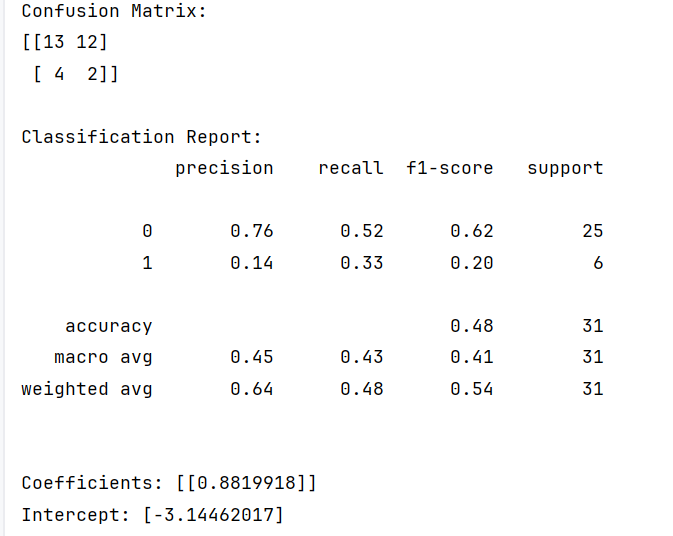 Confusion Matrix:
[[13 12]
 [ 4  2]]
Classification Report:
              precision    recall  f1-score   support
           0       0.76      0.52      0.62        25
           1       0.14      0.33      0.20         6
    accuracy                           0.48        31
   macro avg       0.45      0.43      0.41        31
weighted avg       0.64      0.48      0.54        31
Coefficients: [[0.8819918]]
Intercept: [-3.14462017]